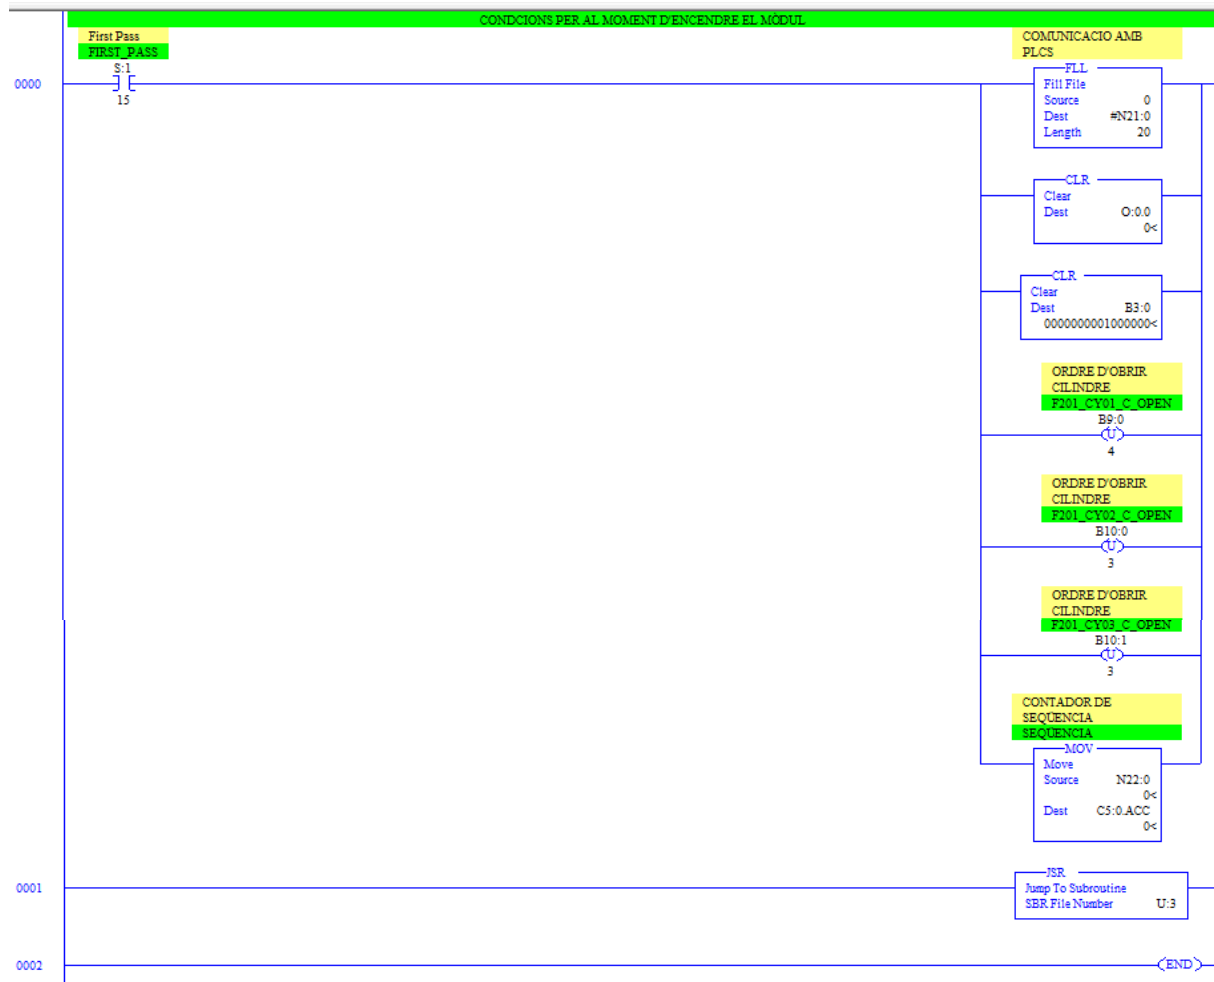 CONDCIONS PER AL MOMENT D'ENCENDRE EL MÒDUL
First Pass
FIRST_PASS
S:1
0000
15
COMUNICACIO AMB
PLCS
FLL
Fill File
Source 0
Dest #N21:0
Length 20
CLR
Clear
Dest O:0.0
0<
CLR
Clear
Dest B3:0
0000000001000000<
ORDRE D'OBRIR
CILINDRE
F201_CY01_C_OPEN
B9:0
U
4
ORDRE D'OBRIR
CILINDRE
F201_CY02_C_OPEN
B10:0
U
3
ORDRE D'OBRIR
CILINDRE
F201_CY03_C_OPEN
B10:1
U
3
CONTADOR DE
SEQÜENCIA
SEQÜENCIA
MOV
Move
Source N22:0
0<
Dest C5:0.ACC
0<
0001
JSR
Jump To Subroutine
SBR File Number U:3
0002
END